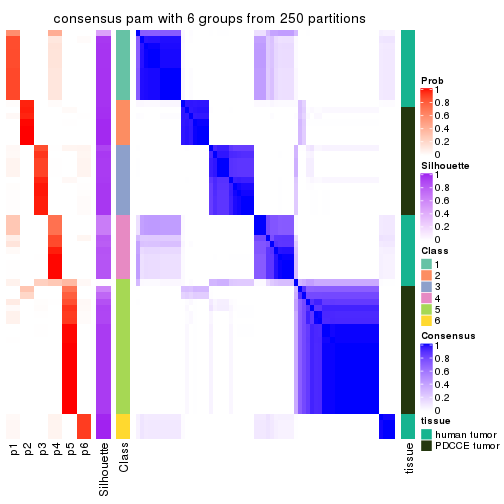 consensus pam with 6 groups from 250 partitions
Prob
1
0.8
0.6
0.4
0.2
0
Silhouette
1
0.8
0.6
0.4
0.2
0
Class
1
2
3
4
5
6
Consensus
1
0.8
0.6
0.4
0.2
0
tissue
human tumor
PDCCE tumor
p1
p2
p3
p4
p5
p6
Silhouette
Class
tissue